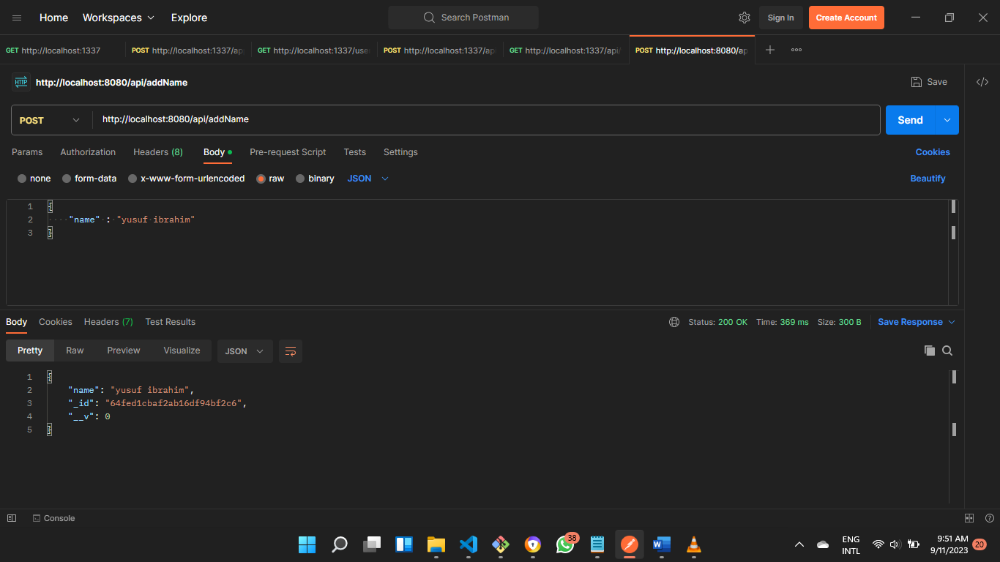 Home Workspaces Explore Search Postman Sign In Create Account
GET http://localhost:1337 POST http://localhost:1337/ap GET http://localhost:1337/use POST http://localhost:1337/ap GET http://localhost:1337/api/ POST http://localhost:8080/ap
HTTP http://localhost:8080/api/addName Save
POST http://localhost:8080/api/addName Send
Params Authorization Headers (8) Body Pre-request Script Tests Settings Cookies
none form-data x-www-form-urlencoded raw binary JSON Beautify
1 {
2 "name" : "yusuf ibrahim"
3 }
Body Cookies Headers (7) Test Results Status: 200 OK Time: 369 ms Size: 300 B Save Response
Pretty Raw Preview Visualize JSON
1 {
2 "name": "yusuf ibrahim",
3 "_id": "64fed1cbaf2ab16df94bf2c6",
4 "__v": 0
5 }
Console
38 ENG 9:51 AM
INTL 9/11/2023 20